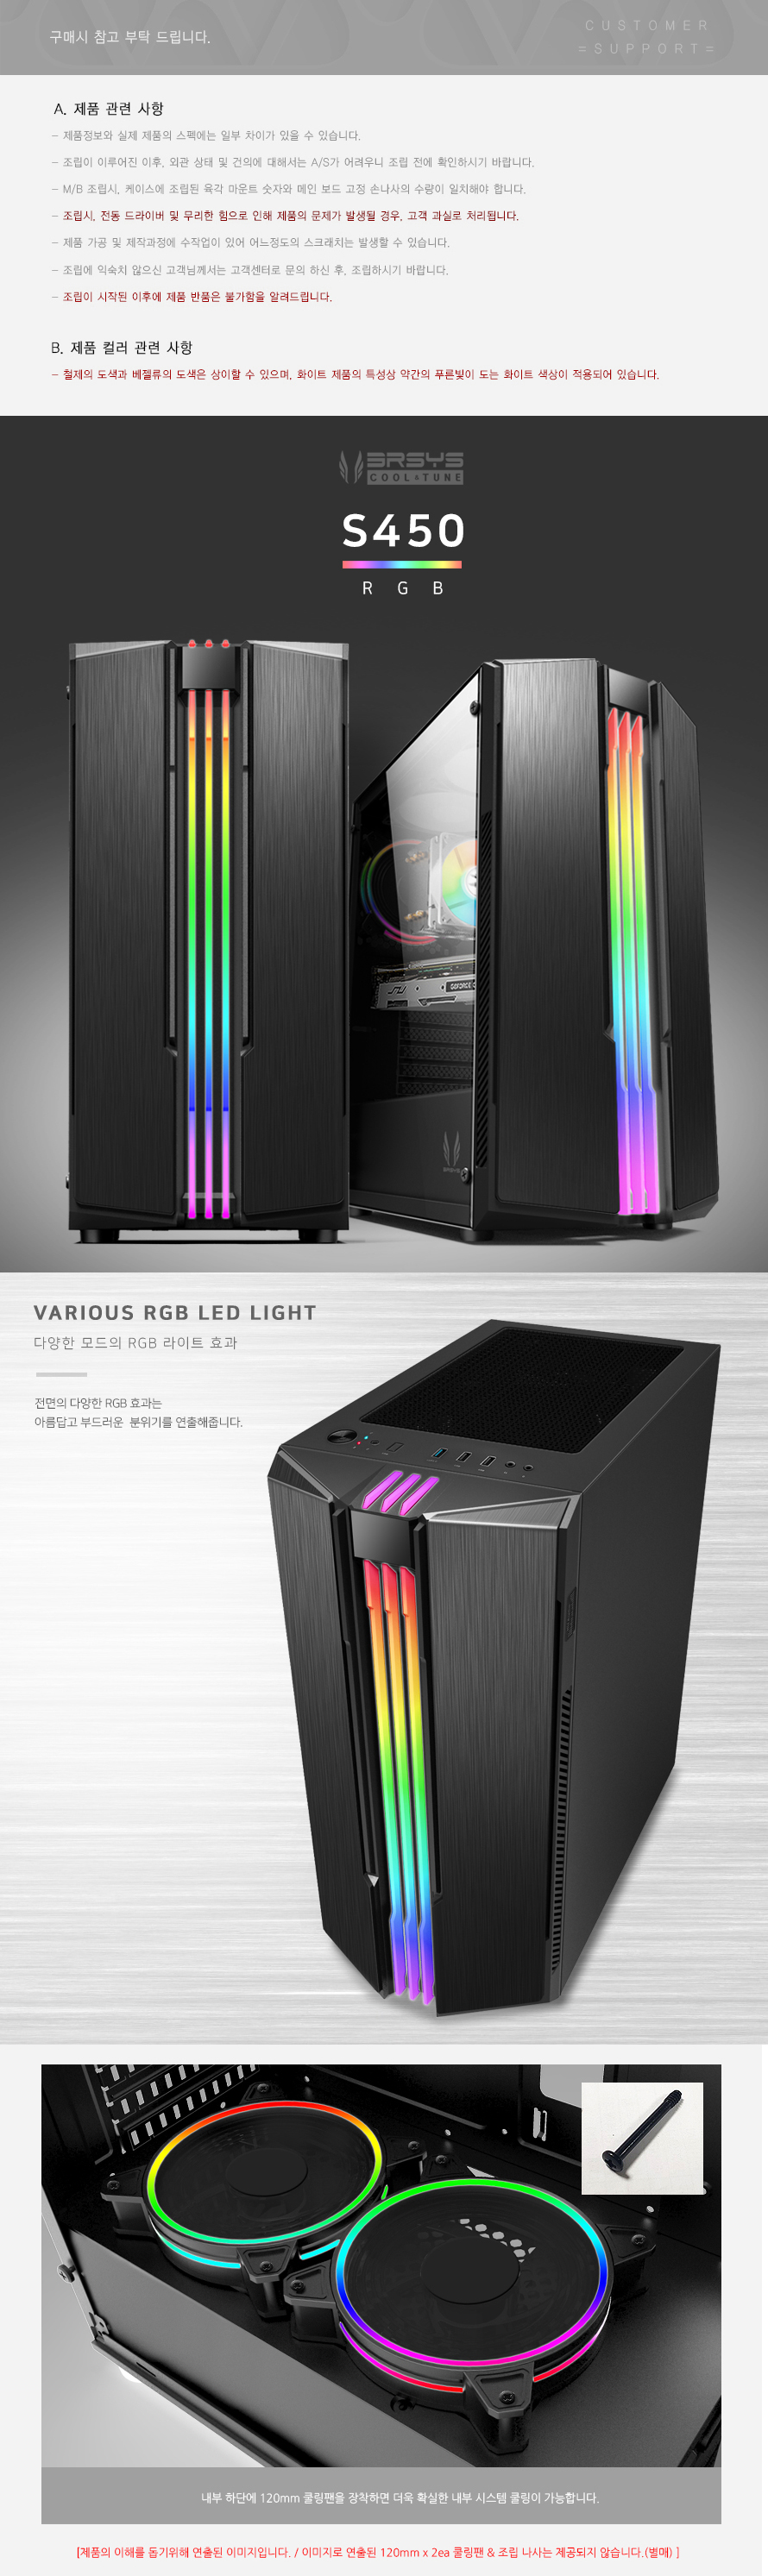 구매시 참고 부탁 드립니다.
CUSTOMER
=SUPPORT=
A. 제품 관련 사항
– 제품정보와 실제 제품의 스펙에는 일부 차이가 있을 수 있습니다.
– 조립이 이루어진 이후, 외관 상태 및 건의에 대해서는 A/S가 어려우니 조립 전에 확인하시기 바랍니다.
– M/B 조립시, 케이스에 조립된 육각 마운트 숫자와 메인 보드 고정 손나사의 수량이 일치해야 합니다.
– 조립시, 전동 드라이버 및 무리한 힘으로 인해 제품의 문제가 발생될 경우, 고객 과실로 처리됩니다.
– 제품 가공 및 제작과정에 수작업이 있어 어느정도의 스크래치는 발생할 수 있습니다.
– 조립에 익숙치 않으신 고객님께서는 고객센터로 문의 하신 후, 조립하시기 바랍니다.
– 조립이 시작된 이후에 제품 반품은 불가함을 알려드립니다.
B. 제품 컬러 관련 사항
– 철제의 도색과 베젤류의 도색은 상이할 수 있으며, 화이트 제품의 특성상 약간의 푸른빛이 도는 화이트 색상이 적용되어 있습니다.
3RSYS
COOL & TUNE
S450
R G B
GEFORCE
VARIOUS RGB LED LIGHT
다양한 모드의 RGB 라이트 효과
전면의 다양한 RGB 효과는
아름답고 부드러운 분위기를 연출해줍니다.
내부 하단에 120mm 쿨링팬을 장착하면 더욱 확실한 내부 시스템 쿨링이 가능합니다.
[제품의 이해를 돕기위해 연출된 이미지입니다. / 이미지로 연출된 120mm x 2ea 쿨링팬 & 조립 나사는 제공되지 않습니다.(별매) ]